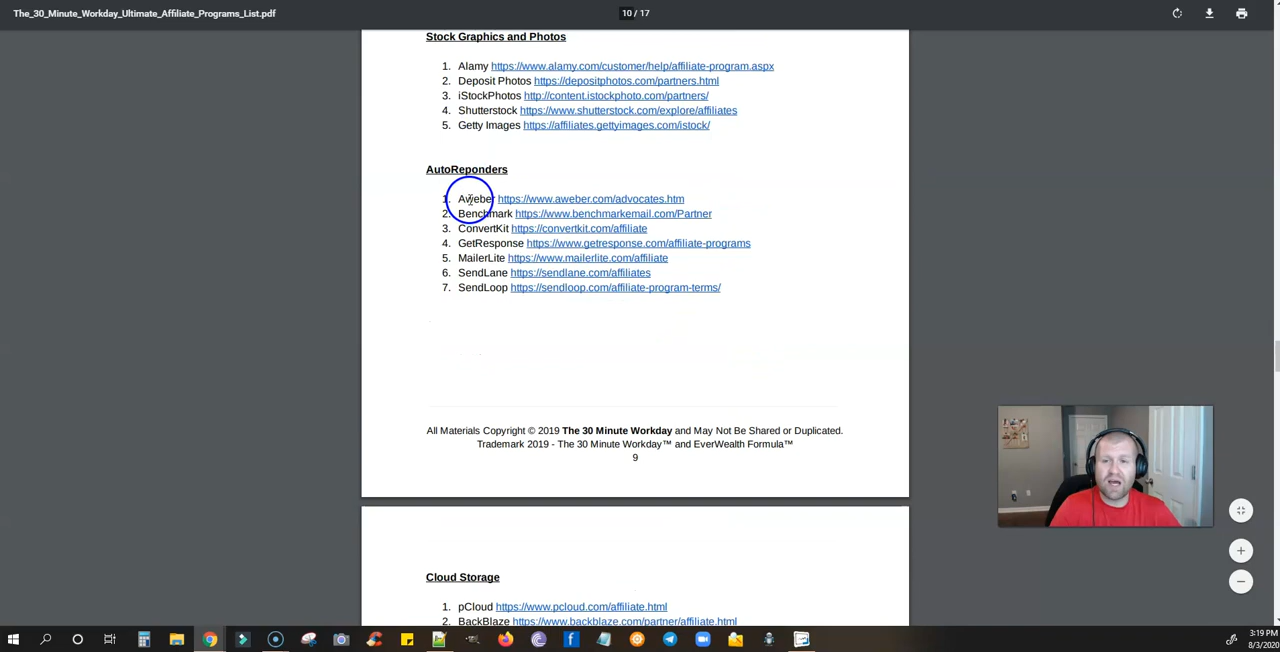 The_30_Minute_Workday_Ultimate_Affiliate_Programs_List.pdf
10 / 17
Stock Graphics and Photos
1. Alamy https://www.alamy.com/customer/help/affiliate-program.aspx
2. Deposit Photos https://depositphotos.com/partners.html
3. iStockPhotos http://content.istockphoto.com/partners/
4. Shutterstock https://www.shutterstock.com/explore/affiliates
5. Getty Images https://affiliates.gettyimages.com/istock/
AutoReponders
1. Aweber https://www.aweber.com/advocates.htm
2. Benchmark https://www.benchmarkemail.com/Partner
3. ConvertKit https://convertkit.com/affiliate
4. GetResponse https://www.getresponse.com/affiliate-programs
5. MailerLite https://www.mailerlite.com/affiliate
6. SendLane https://sendlane.com/affiliates
7. SendLoop https://sendloop.com/affiliate-program-terms/
All Materials Copyright © 2019 The 30 Minute Workday and May Not Be Shared or Duplicated.
Trademark 2019 - The 30 Minute Workday™ and EverWealth Formula™
9
Cloud Storage
1. pCloud https://www.pcloud.com/affiliate.html
2. BackBlaze https://www.backblaze.com/partner/affiliate.html
3:19 PM
8/3/2020